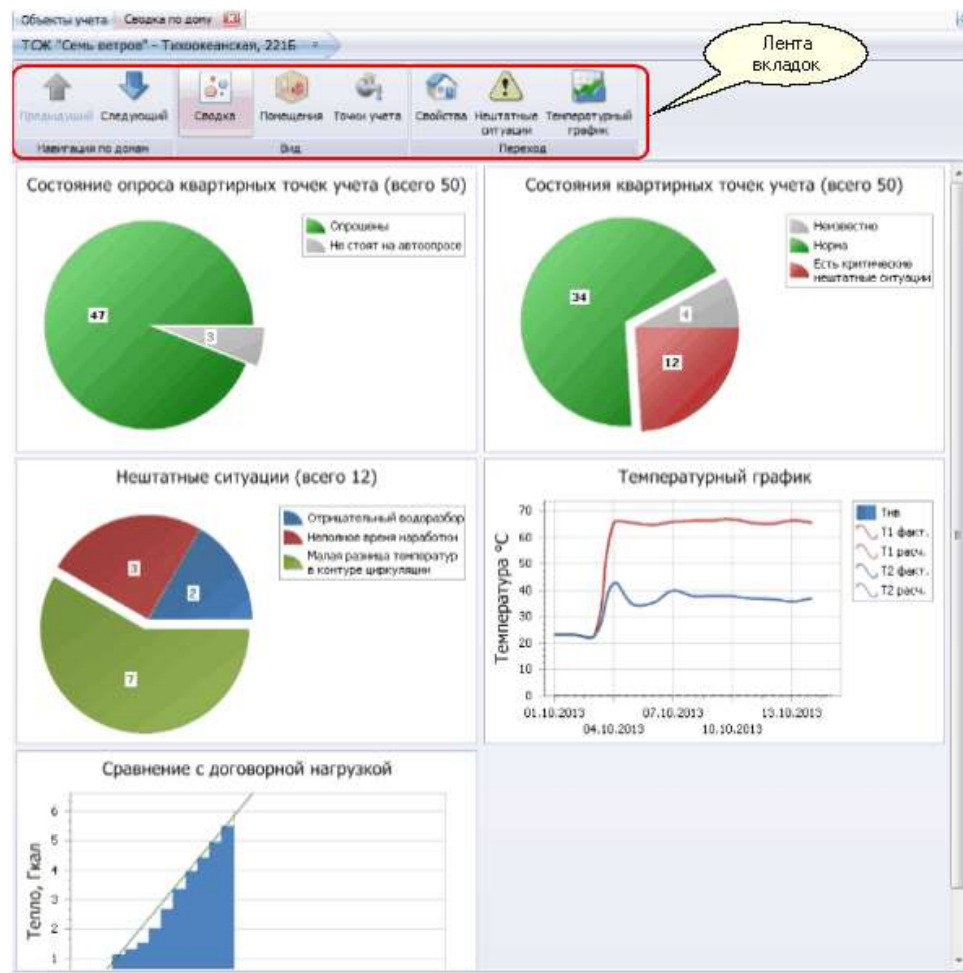 Объекты учета Сводка по дому
ТСЖ "Семь ветров" - Тихоокеанская, 221Б
Лента
вкладок
Предыдущий Следующий Сводка Помещения Точки учета Свойства Нештатные ситуации Температурный график
Навигация по домам Вид Переход
Состояние опроса квартирных точек учета (всего 50)
Опрошены
Не стоят на автоопросе
47
3
Состояния квартирных точек учета (всего 50)
Неизвестно
Норма
Есть критические
нештатные ситуации
34
4
12
Нештатные ситуации (всего 12)
Отрицательный водоразбор
Неполное время наработки
Малая разница температур
в контуре циркуляции
3
2
7
Температурный график
Температура °C
70
60
50
40
30
20
10
0
01.10.2013 07.10.2013 13.10.2013
04.10.2013 10.10.2013
Тнв
Т1 факт.
Т1 расч.
Т2 факт.
Т2 расч.
Сравнение с договорной нагрузкой
Тепло, Гкал
6
5
4
3
2
1